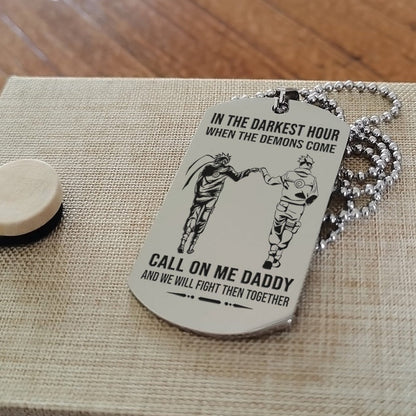 IN THE DARKEST HOUR
WHEN THE DEMONS COME
CALL ON ME DADDY
AND WE WILL FIGHT THEN TOGETHER